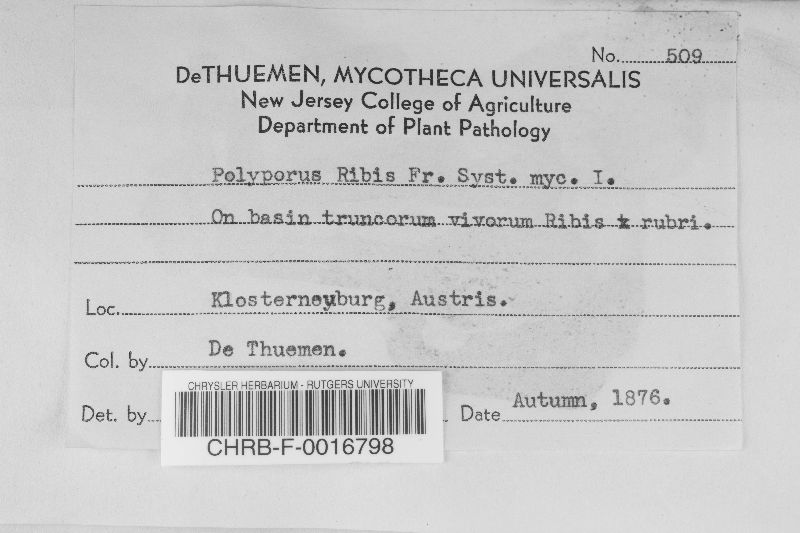 No. 509
DeTHUEMEN, MYCOTHECA UNIVERSALIS
New Jersey College of Agriculture
Department of Plant Pathology
Polyporus Ribis Fr. Syst. myc. I.
On basin truncorum vivorum Ribis x rubri.
Loc. Klosterneyburg, Austris.
Col. by De Thuemen.
Det. by
Date Autumn, 1876.
CHRYSLER HERBARIUM - RUTGERS UNIVERSITY
CHRB-F-0016798